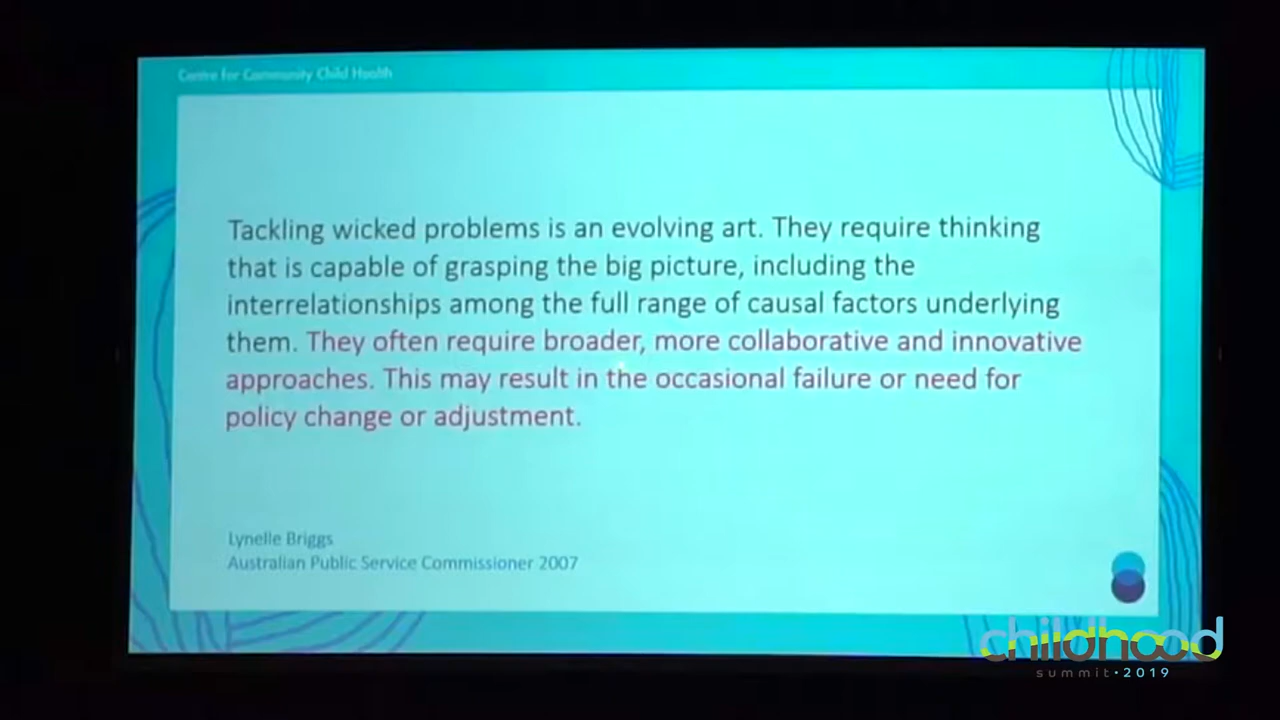 Centre for Community Child Health
Tackling wicked problems is an evolving art. They require thinking
that is capable of grasping the big picture, including the
interrelationships among the full range of causal factors underlying
them. They often require broader, more collaborative and innovative
approaches. This may result in the occasional failure or need for
policy change or adjustment.
Lynelle Briggs
Australian Public Service Commissioner 2007
childhood
summit•2019